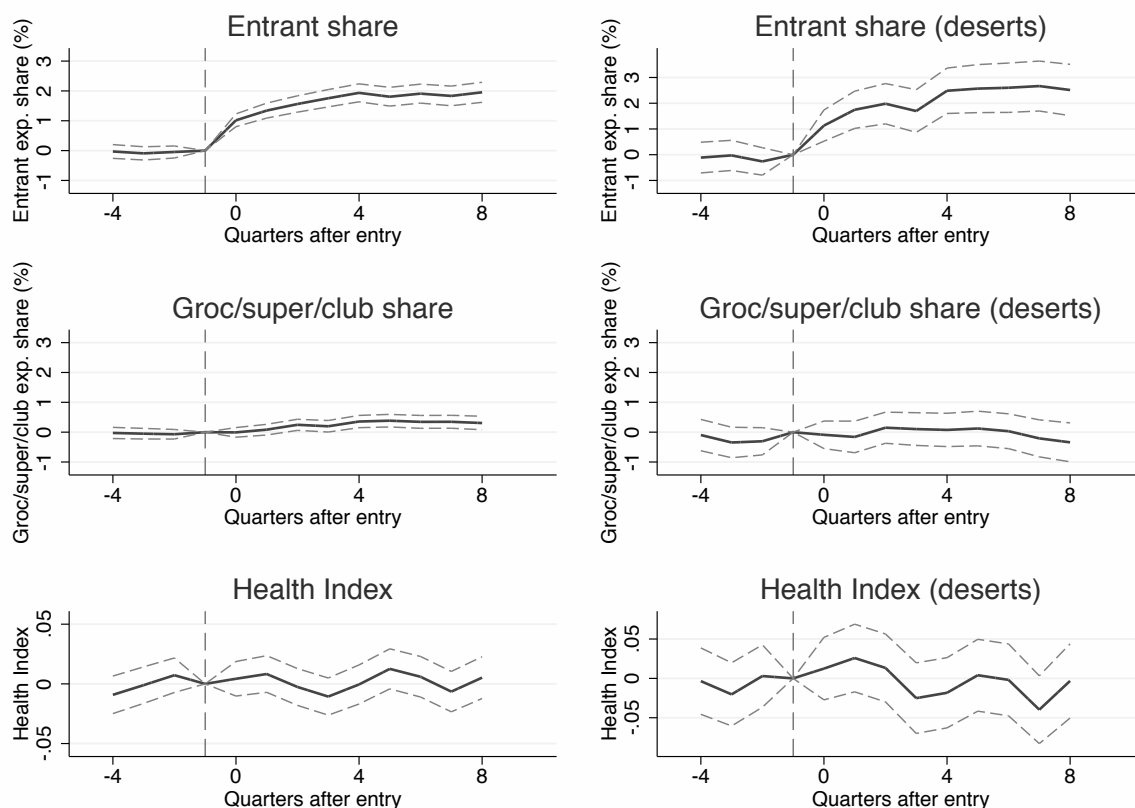 Entrant share
Entrant exp. share (%)
3
2
1
0
-1
-4
0
4
8
Quarters after entry
Entrant share (deserts)
Entrant exp. share (%)
3
2
1
0
-1
-4
0
4
8
Quarters after entry
Groc/super/club share
Groc/super/club exp. share (%)
3
2
1
0
-1
-4
0
4
8
Quarters after entry
Groc/super/club share (deserts)
Groc/super/club exp. share (%)
3
2
1
0
-1
-4
0
4
8
Quarters after entry
Health Index
Health Index
.05
0
-.05
-4
0
4
8
Quarters after entry
Health Index (deserts)
Health Index
.05
0
-.05
-4
0
4
8
Quarters after entry